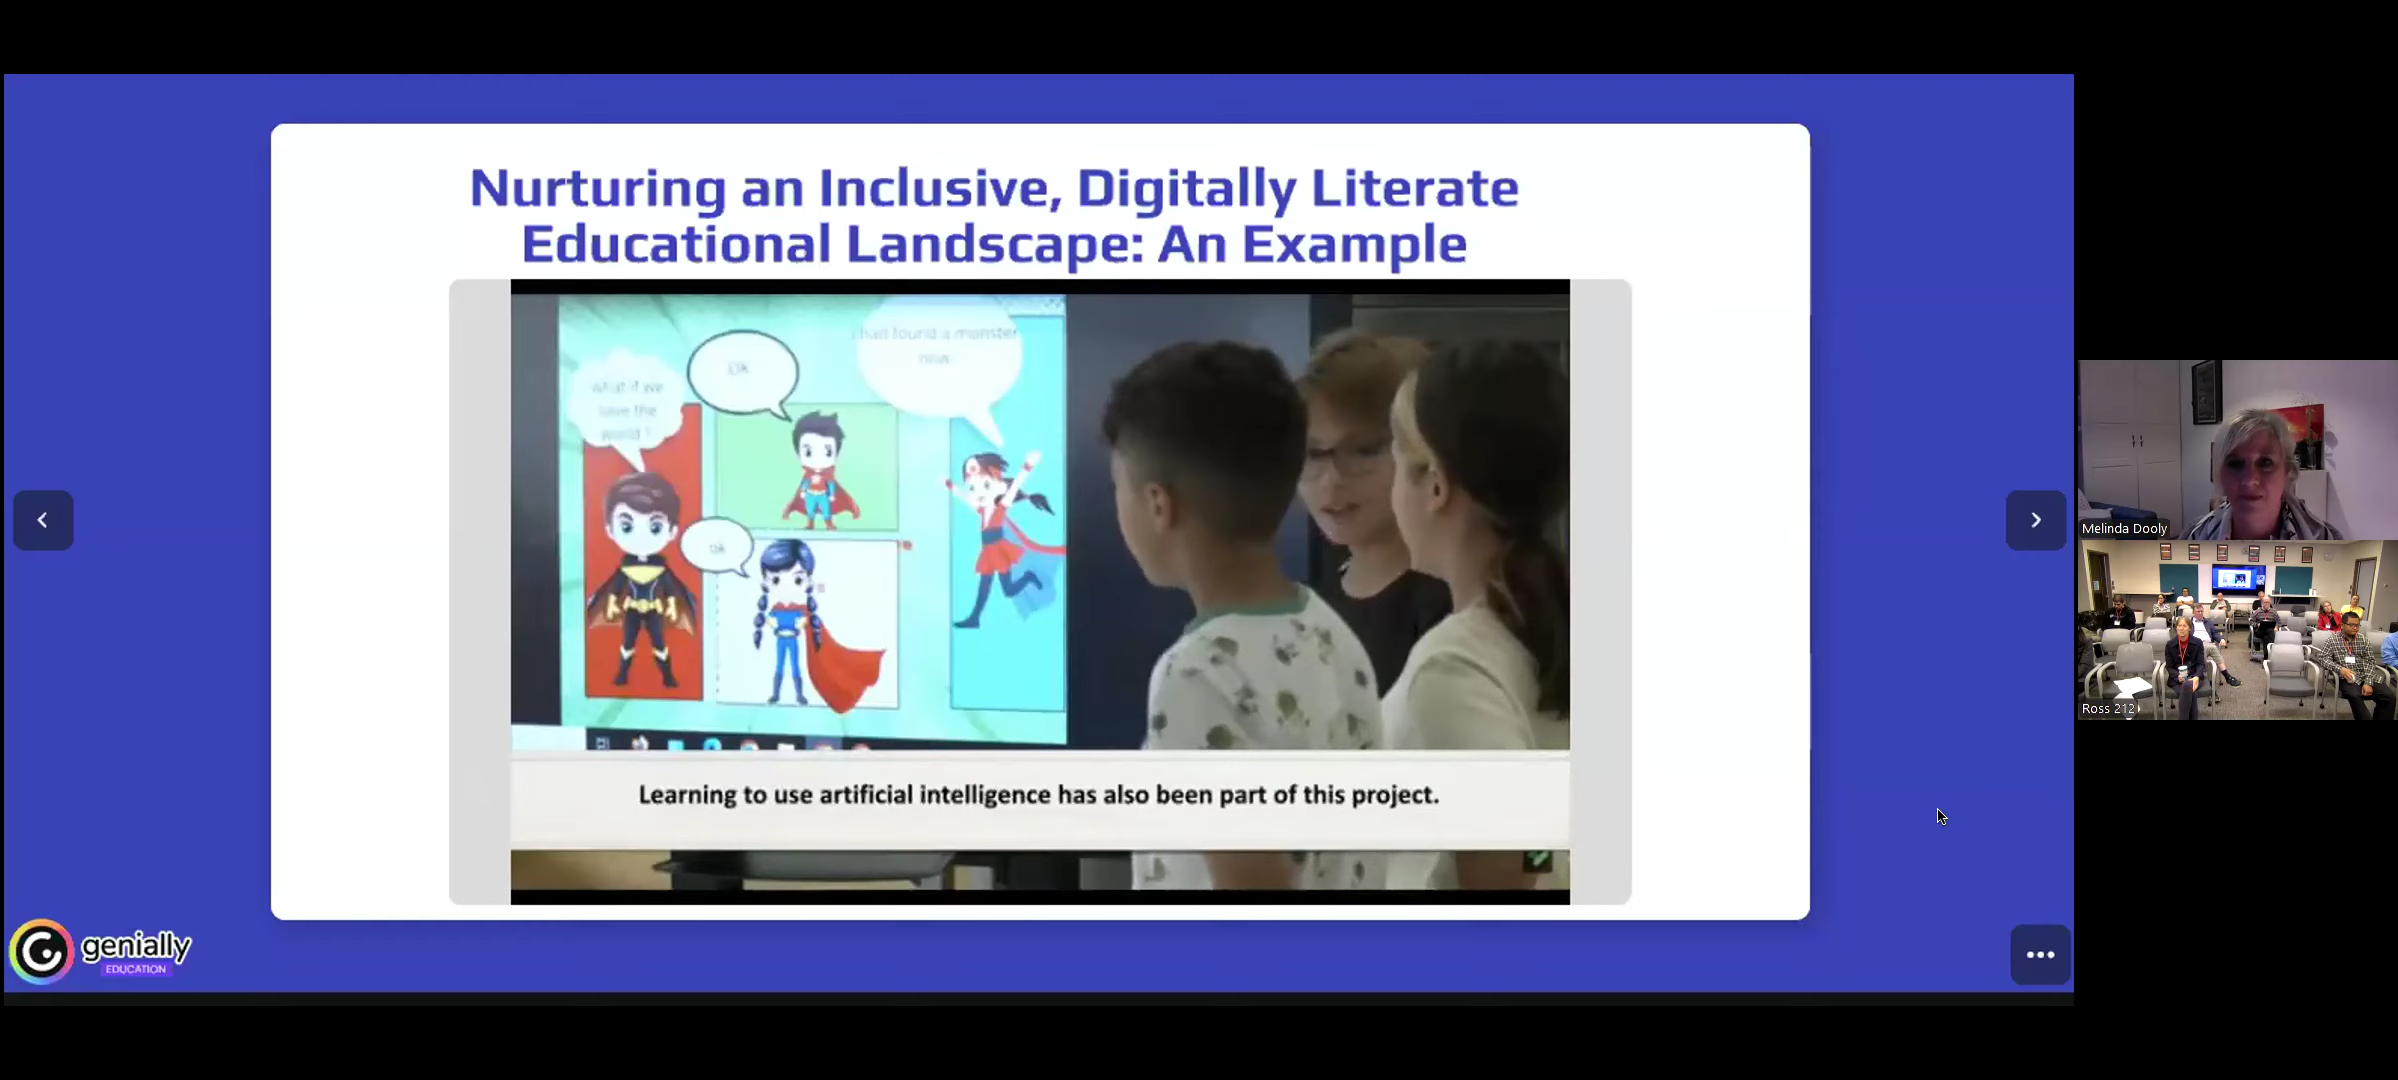 Nurturing an Inclusive, Digitally Literate
Educational Landscape: An Example
I had found a monster
now
OK
what if we
save the
world ?
ok
Learning to use artificial intelligence has also been part of this project.
genially
EDUCATION
Melinda Dooly
Ross 212